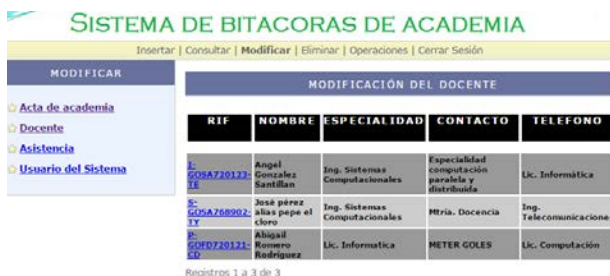 SISTEMA DE BITACORAS DE ACADEMIA
Insertar | Consultar | Modificar | Eliminar | Operaciones | Cerrar Sesión
MODIFICAR
Acta de academia
Docente
Asistencia
Usuario del Sistema
MODIFICACIÓN DEL DOCENTE
RIF NOMBRE ESPECIALIDAD CONTACTO TELEFONO
I-GOSA720123-TE Angel Gonzalez Santillan Ing. Sistemas Computacionales Especialidad computación paralela y distribuida Lic. Informática
S-GOSA768902-TY José pérez alias pepe el cloro Ing. Sistemas Computacionales Mtria. Docencia Ing. Telecomunicacione
P-GOFD720121-CD Abigail Romero Rodriguez Lic. Informatica METER GOLES Lic. Computación
Registros 1 a 3 de 3